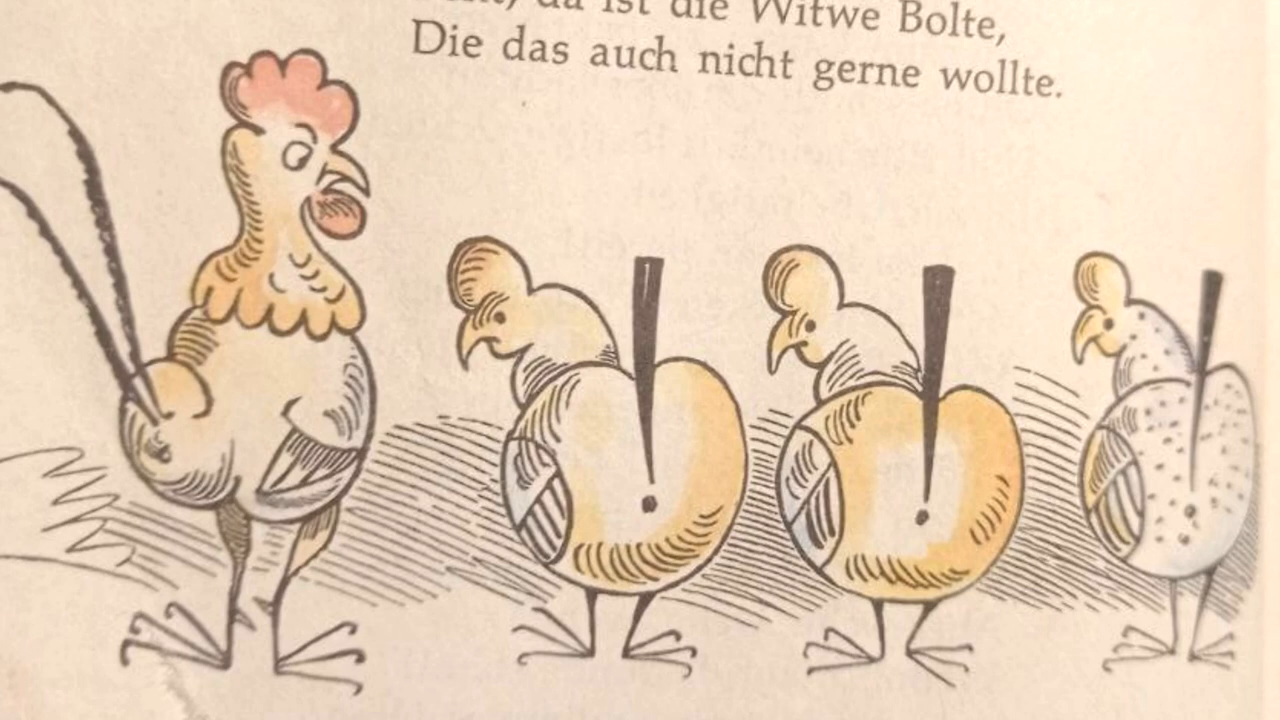 da ist die Witwe Bolte,
Die das auch nicht gerne wollte.